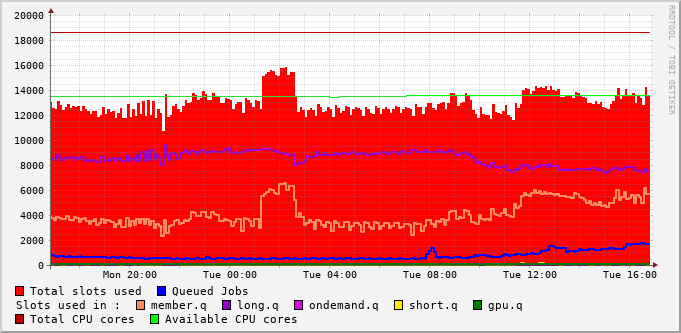 20000
18000
16000
14000
12000
10000
8000
6000
4000
2000
0
Mon 20:00 Tue 00:00 Tue 04:00 Tue 08:00 Tue 12:00 Tue 16:00
Total slots used Queued Jobs
Slots used in : member.q long.q ondemand.q short.q gpu.q
Total CPU cores Available CPU cores
RRDTOOL / TOBI OETIKER